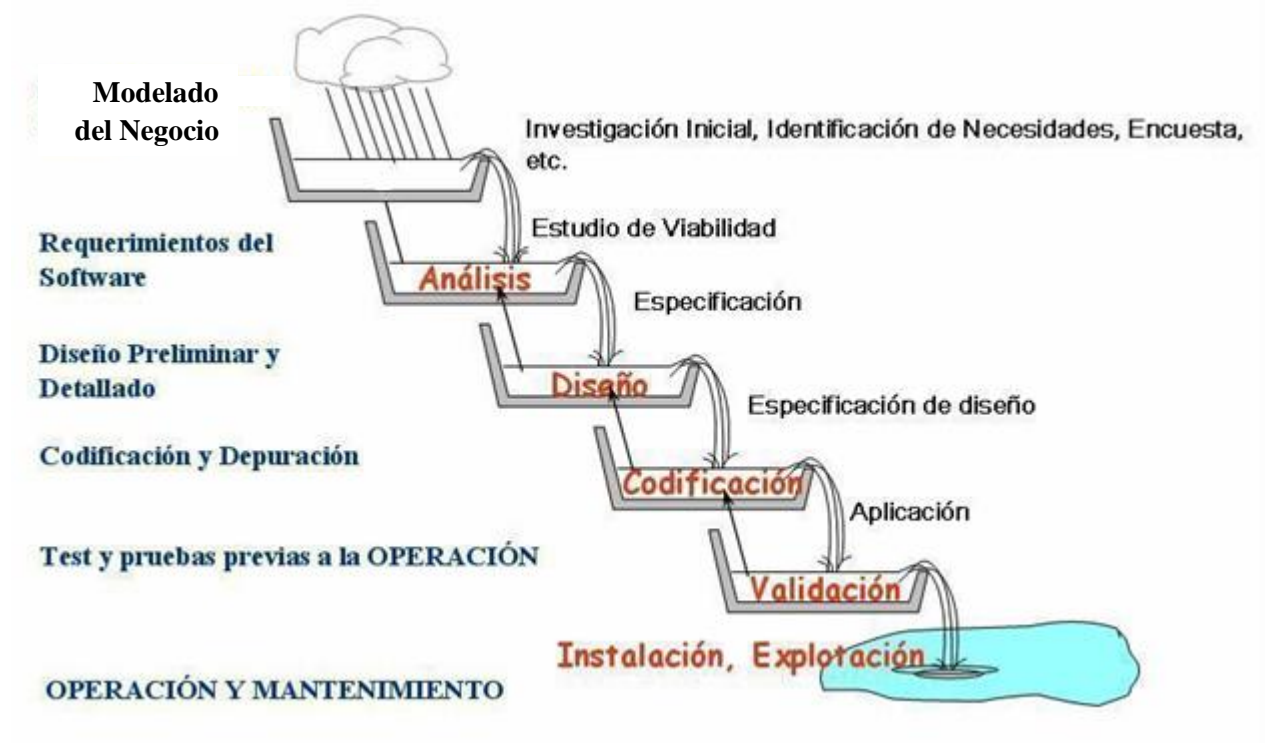 Modelado
del Negocio
Investigación Inicial, Identificación de Necesidades, Encuesta,
etc.
Estudio de Viabilidad
Requerimientos del
Software
Análisis
Especificación
Diseño Preliminar y
Detallado
Diseño
Especificación de diseño
Codificación y Depuración
Codificación
Aplicación
Test y pruebas previas a la OPERACIÓN
Validación
Instalación, Explotación
OPERACIÓN Y MANTENIMIENTO